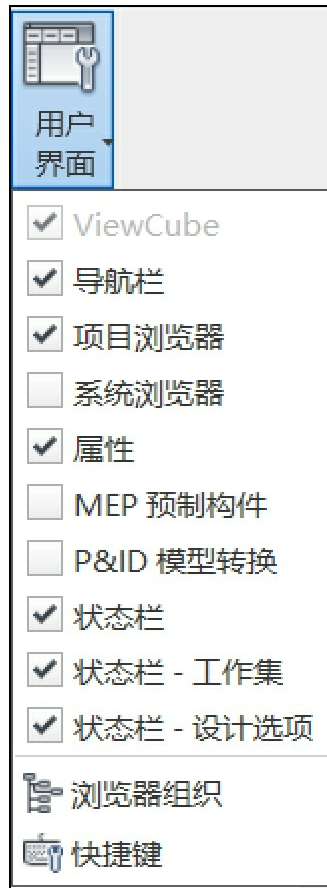 用户
界面
ViewCube
导航栏
项目浏览器
系统浏览器
属性
MEP 预制构件
P&ID 模型转换
状态栏
状态栏 - 工作集
状态栏 - 设计选项
浏览器组织
快捷键